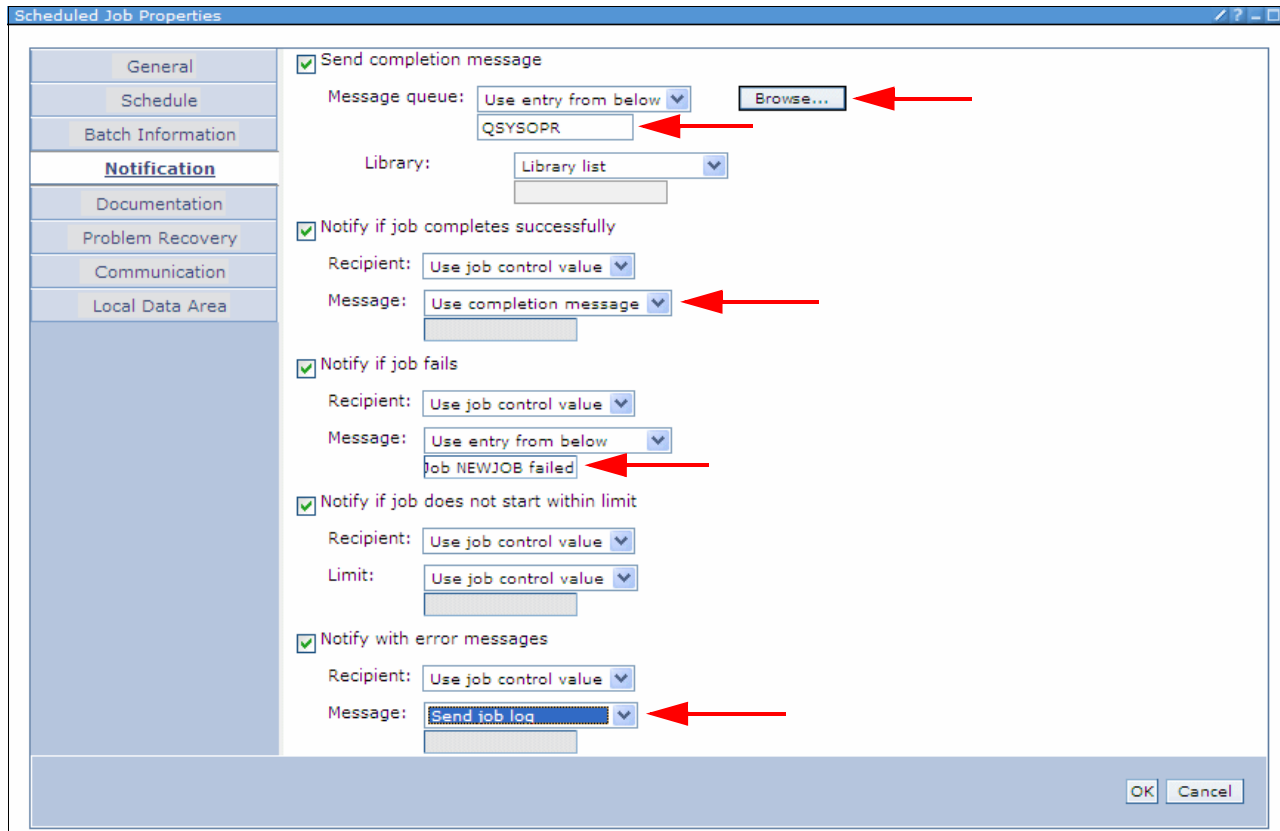 Scheduled Job Properties
General
Schedule
Batch Information
Notification
Documentation
Problem Recovery
Communication
Local Data Area
Send completion message
Message queue: Use entry from below Browse...
QSYSOPR
Library: Library list
Notify if job completes successfully
Recipient: Use job control value
Message: Use completion message
Notify if job fails
Recipient: Use job control value
Message: Use entry from below
Job NEWJOB failed
Notify if job does not start within limit
Recipient: Use job control value
Limit: Use job control value
Notify with error messages
Recipient: Use job control value
Message: Send job log
OK Cancel